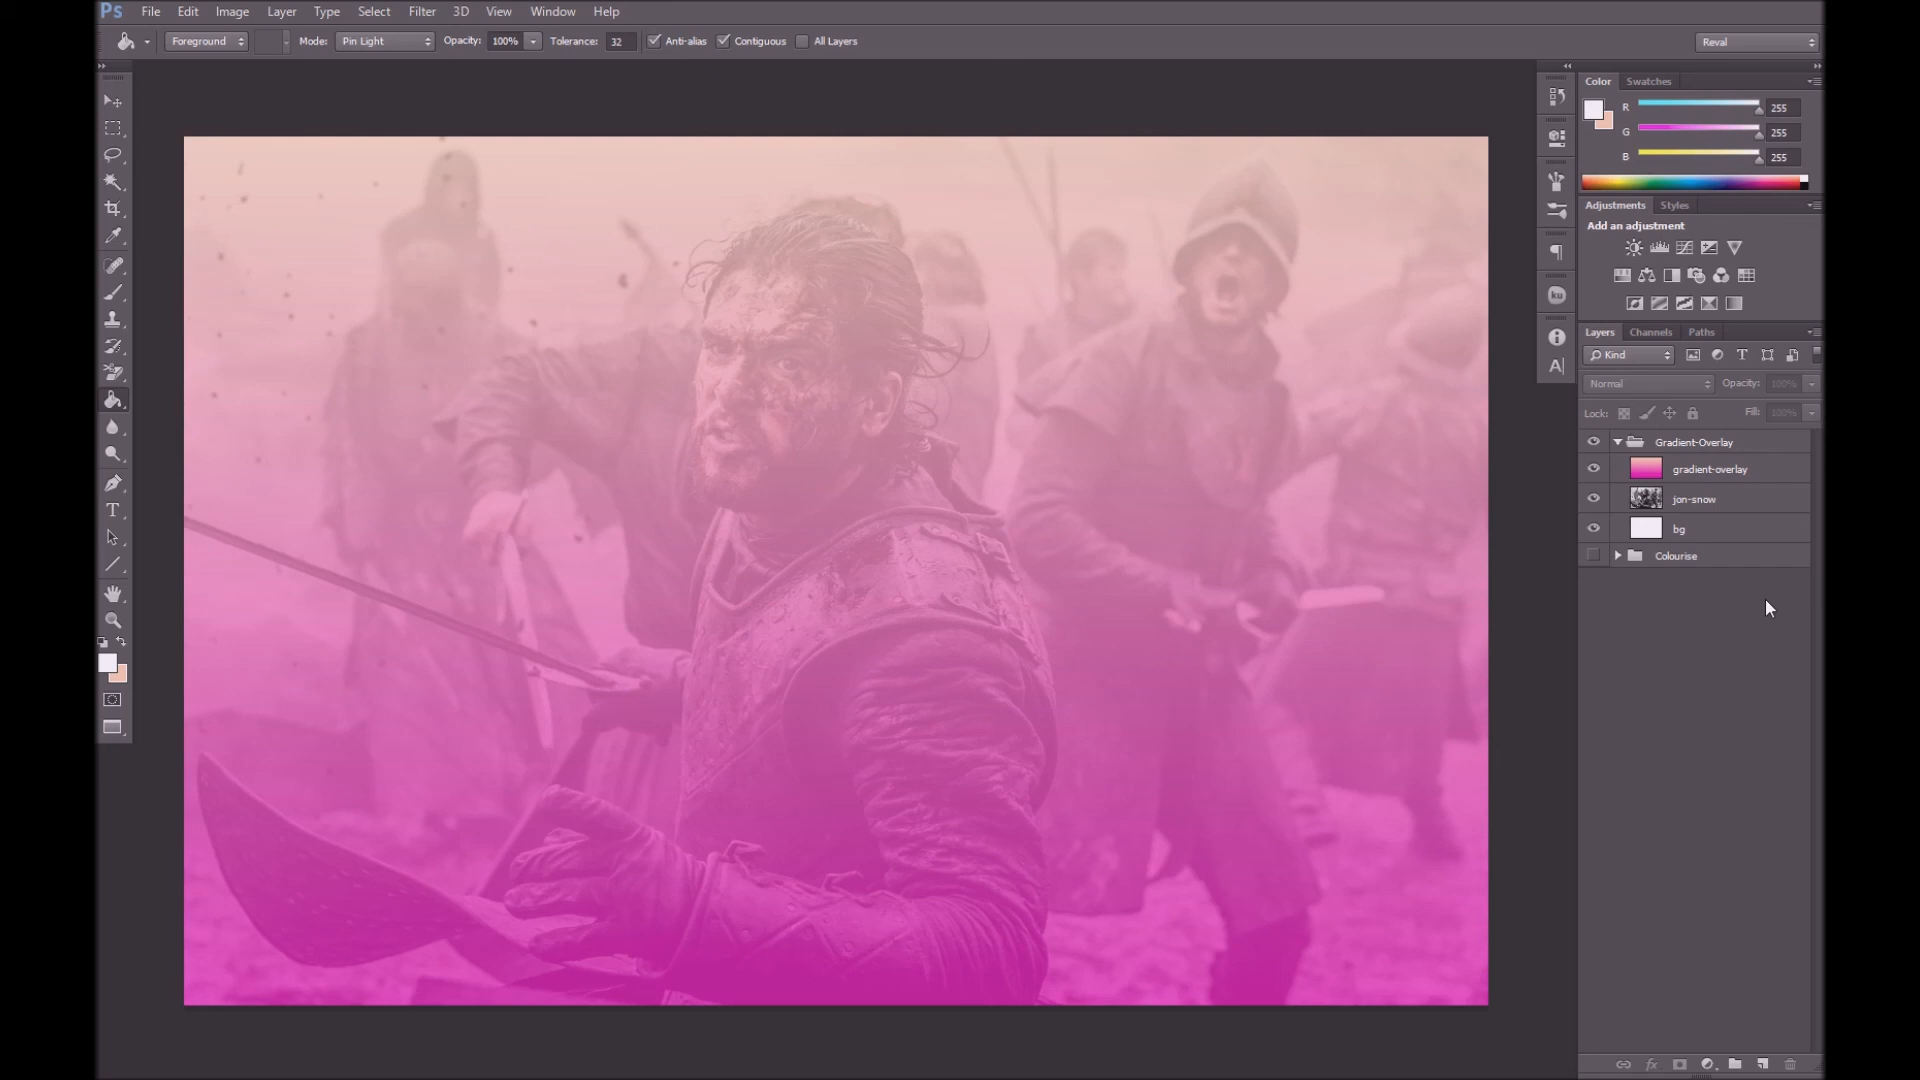 Ps File Edit Image Layer Type Select Filter 3D View Window Help
Foreground Mode: Pin Light Opacity: 100% Tolerance: 32 Anti-alias Contiguous All Layers Reval
Color Swatches
R 255
G 255
B 255
Adjustments Styles
Add an adjustment
ku
Layers Channels Paths
Kind
Normal Opacity: 100%
Lock: Fill: 100%
Gradient-Overlay
gradient-overlay
jon-snow
bg
Colourise